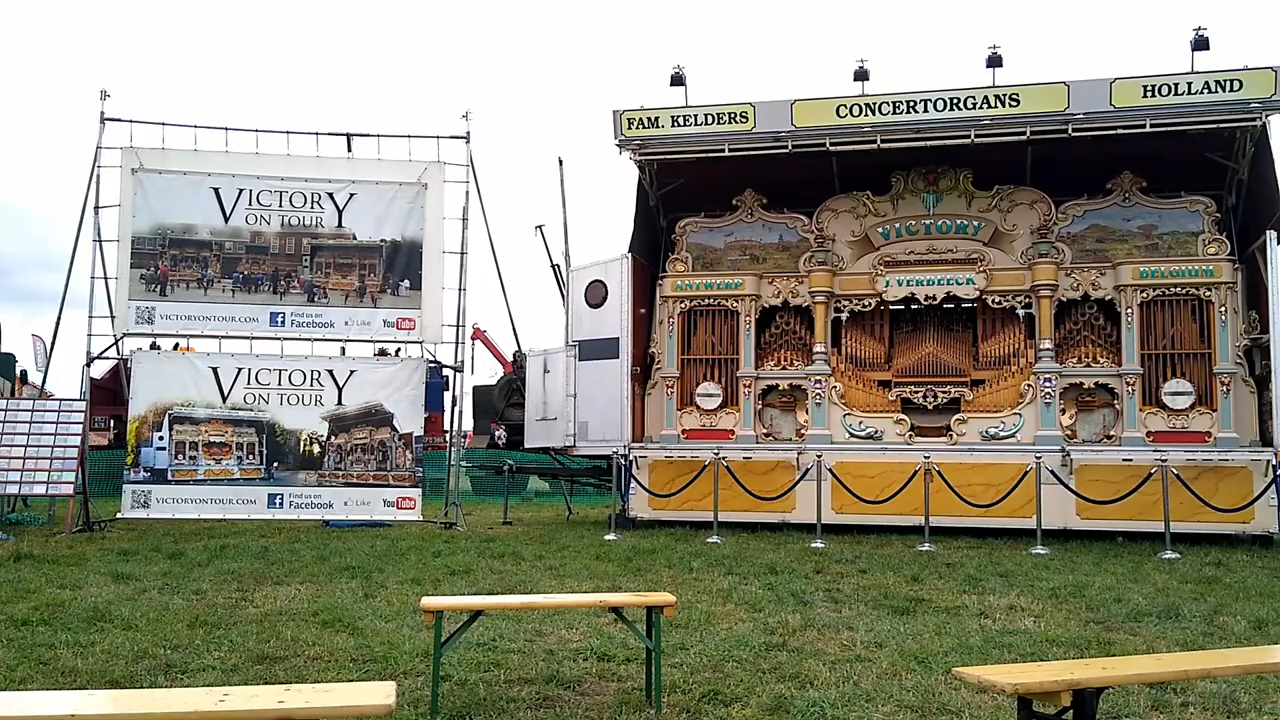 VICTORY
ON TOUR
VICTORYONTOUR.COM
Find us on
Facebook
Like
YouTube
VICTORY
ON TOUR
VICTORYONTOUR.COM
Find us on
Facebook
Like
YouTube
FAM. KELDERS
CONCERTORGANS
HOLLAND
VICTORY
ANTWERP
J. VERBEECK
BELGIUM